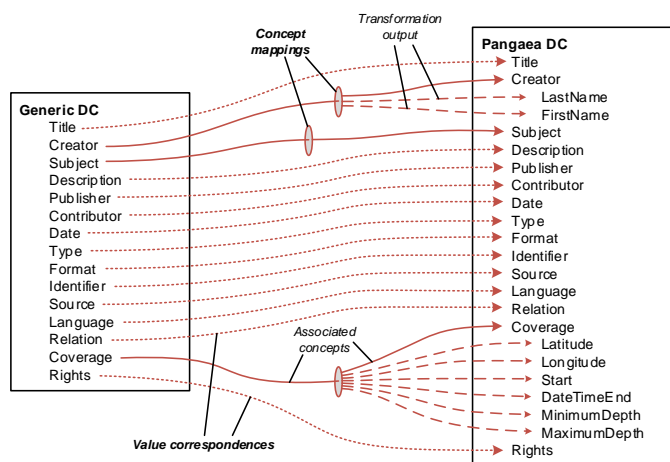 Concept
mappings
Transformation
output
Generic DC
Title
Creator
Subject
Description
Publisher
Contributor
Date
Type
Format
Identifier
Source
Language
Relation
Coverage
Rights
Associated
concepts
Value correspondences
Pangaea DC
Title
Creator
LastName
FirstName
Subject
Description
Publisher
Contributor
Date
Type
Format
Identifier
Source
Language
Relation
Coverage
Latitude
Longitude
Start
DateTimeEnd
MinimumDepth
MaximumDepth
Rights